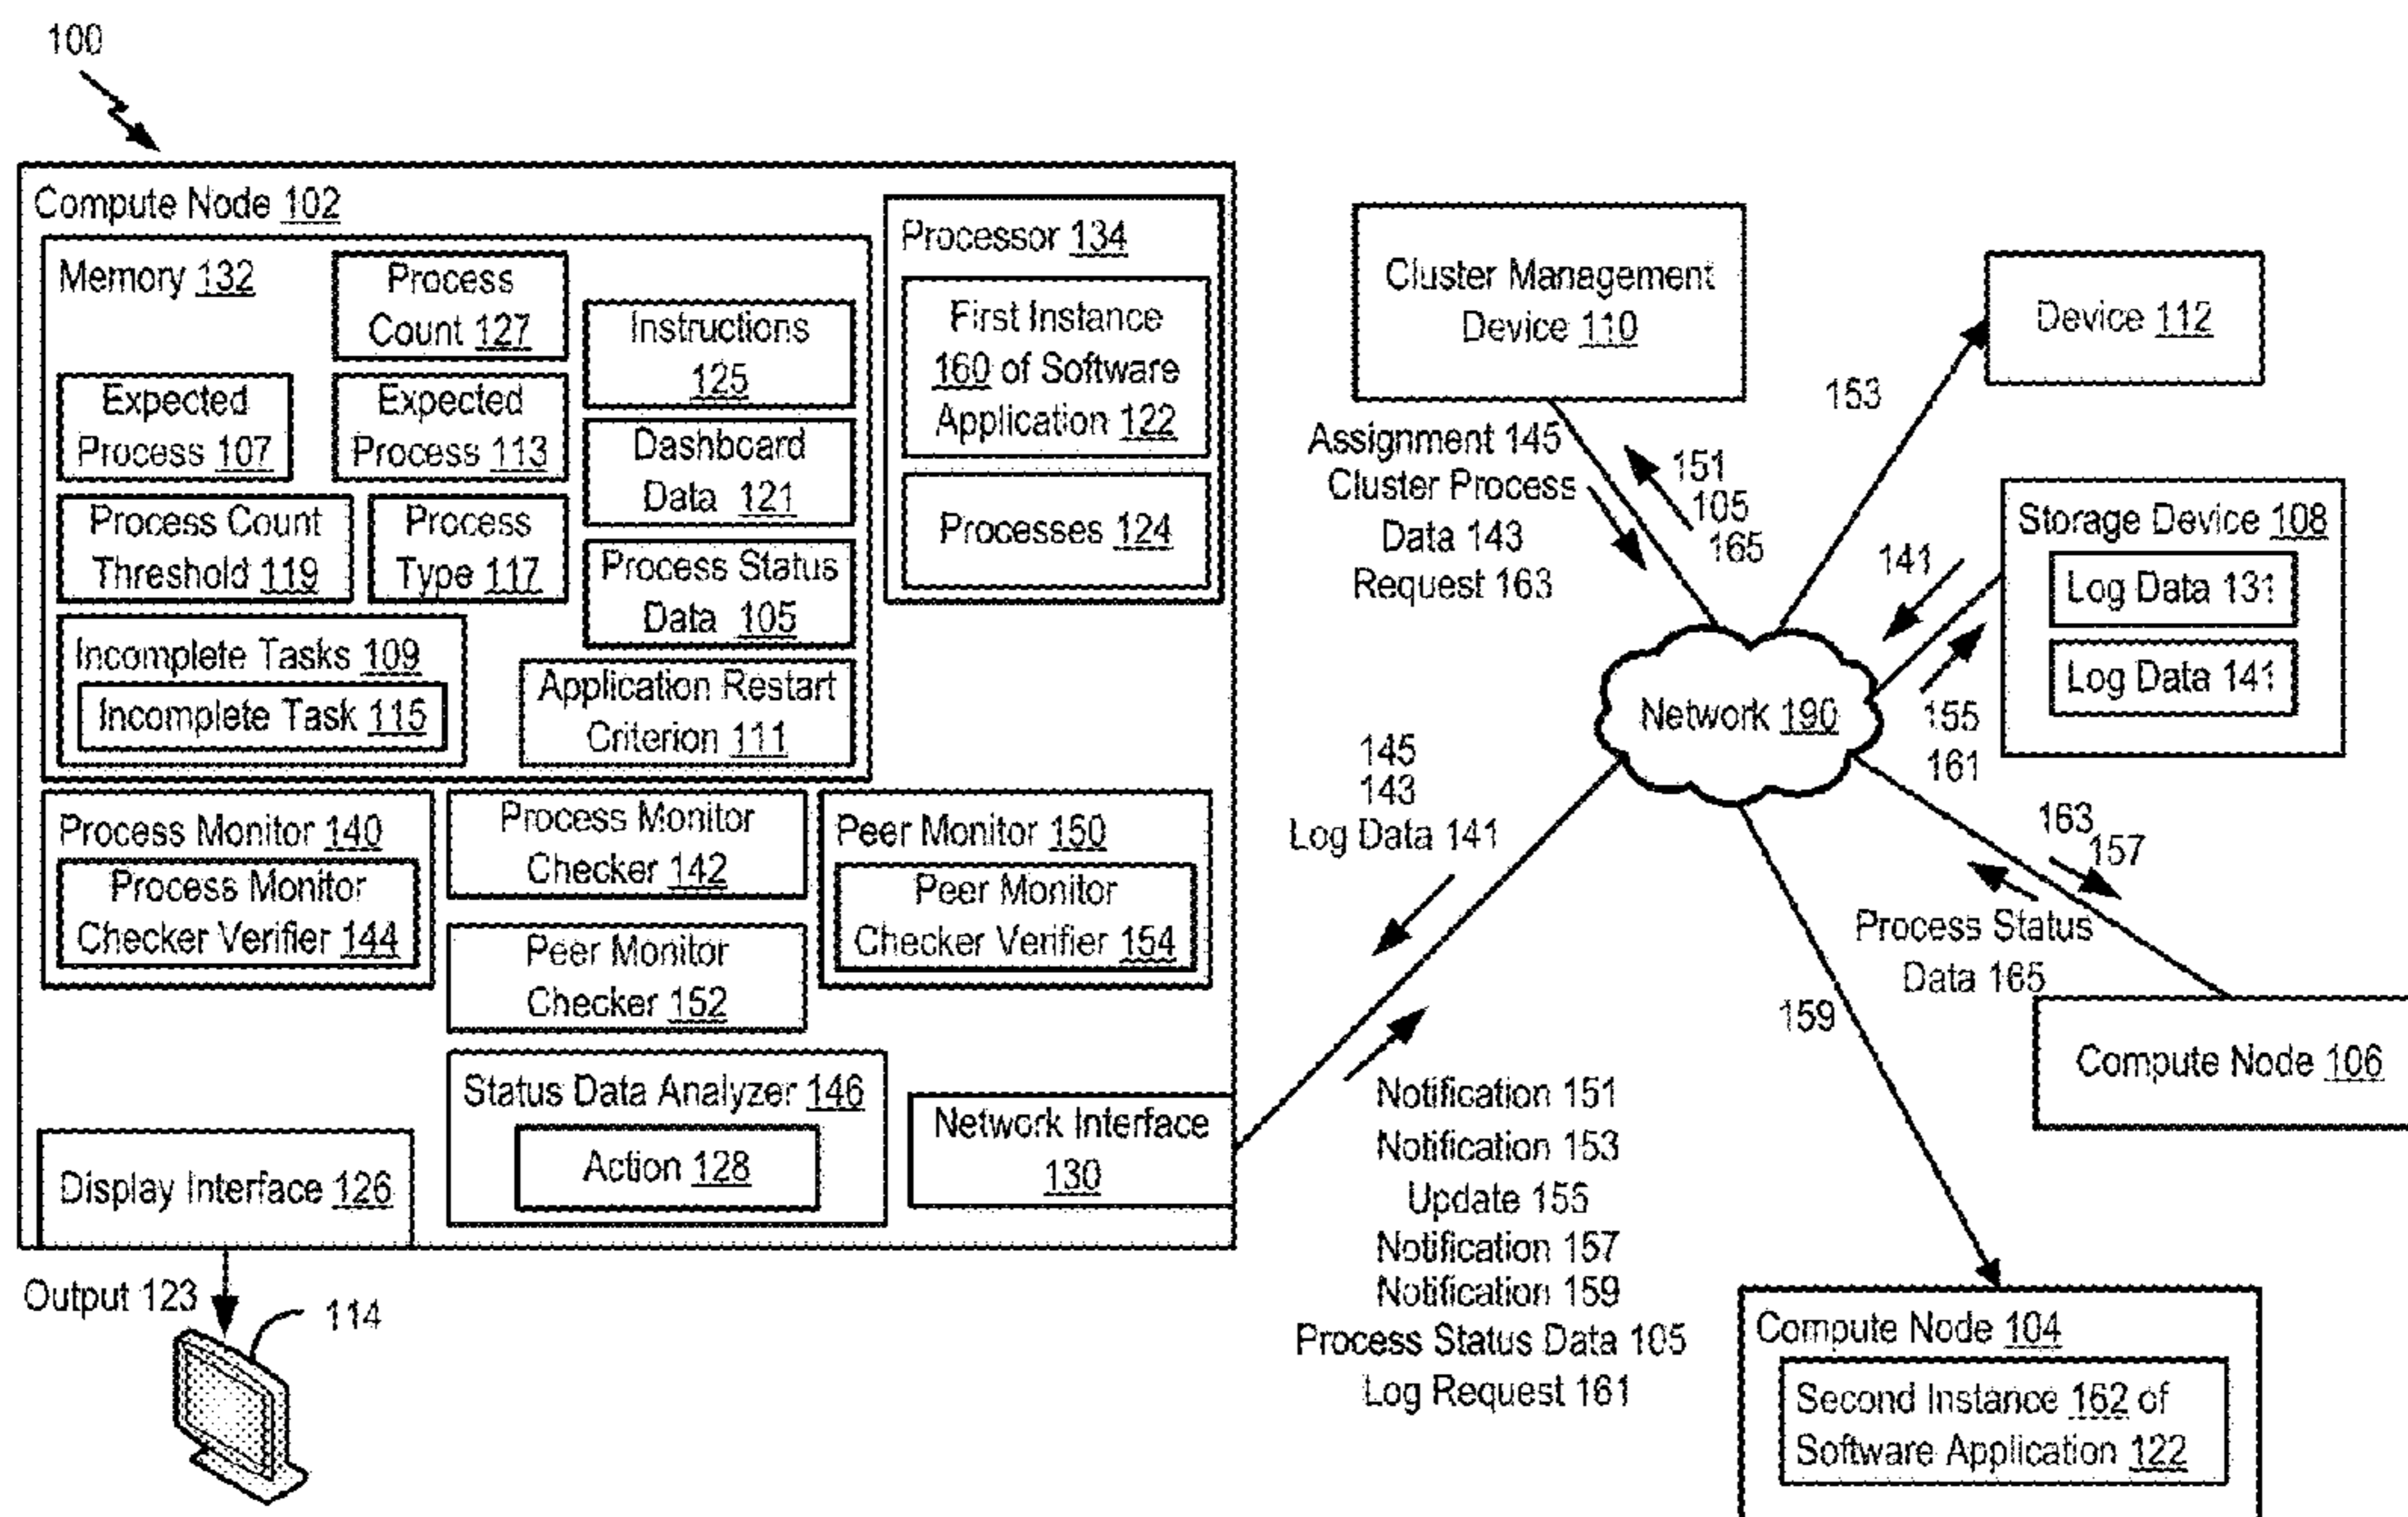 100
Compute Node 102
Memory 132
Process
Count 127
Instructions
125
Expected
Process 107
Expected
Process 113
Dashboard
Data 121
Process Count
Threshold 119
Process
Type 117
Process Status
Data 105
Incomplete Tasks 109
Incomplete Task 115
Application Restart
Criterion 111
Processor 134
First Instance
160 of Software
Application 122
Processes 124
Process Monitor 140
Process Monitor
Checker Verifier 144
Process Monitor
Checker 142
Peer Monitor 150
Peer Monitor
Checker Verifier 154
Peer Monitor
Checker 152
Status Data Analyzer 146
Action 128
Network Interface
130
Display Interface 126
Output 123
114
Cluster Management
Device 110
Assignment 145
Cluster Process
Data 143
Request 163
151
105
165
153
Device 112
Storage Device 108
Log Data 131
Log Data 141
141
155
161
Network 190
145
143
Log Data 141
163
157
Process Status
Data 165
Compute Node 106
159
Notification 151
Notification 153
Update 155
Notification 157
Notification 159
Process Status Data 105
Log Request 161
Compute Node 104
Second Instance 162 of
Software Application 122